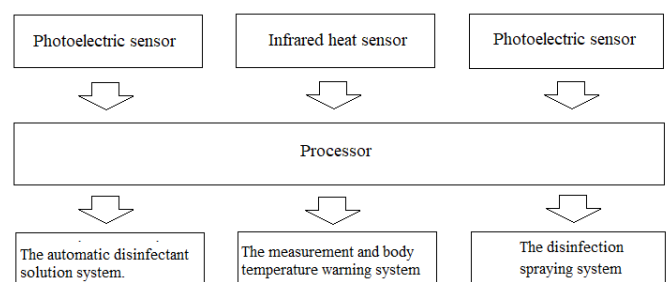 Photoelectric sensor
Infrared heat sensor
Photoelectric sensor
Processor
The automatic disinfectant
solution system.
The measurement and body
temperature warning system
The disinfection
spraying system